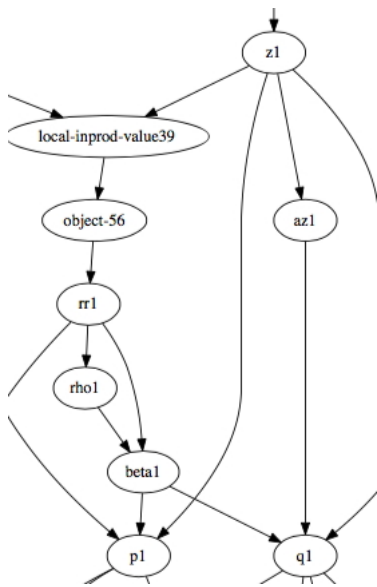 z1
local-inprod-value39
object-56
az1
rr1
rho1
beta1
p1
q1